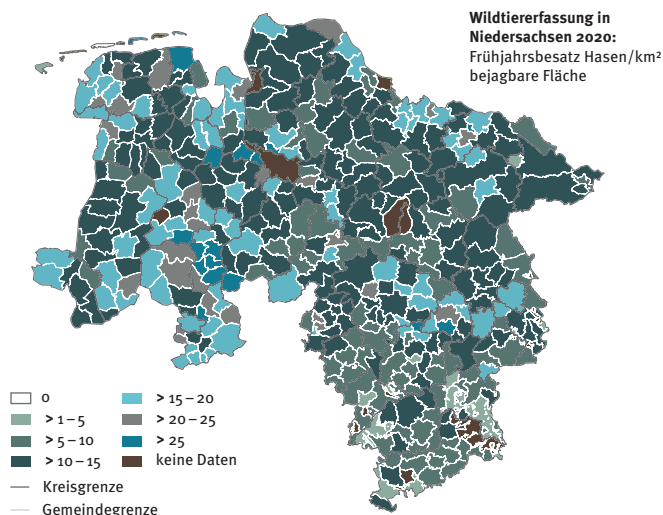 Wildtiererfassung in
Niedersachsen 2020:
Frühjahrsbesatz Hasen/km²
bejagbare Fläche
0
> 1 – 5
> 5 – 10
> 10 – 15
> 15 – 20
> 20 – 25
> 25
keine Daten
Kreisgrenze
Gemeindegrenze